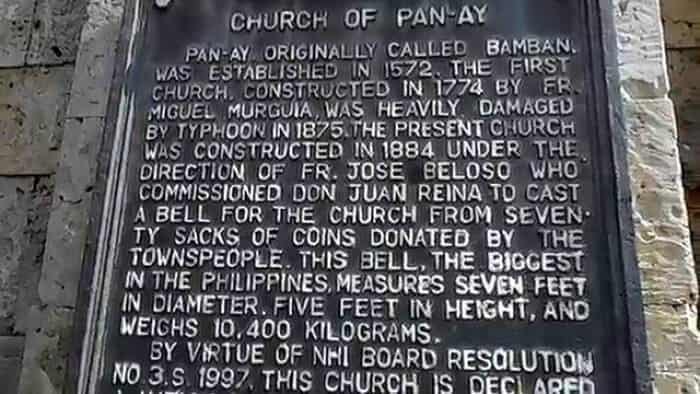 CHURCH OF PAN-AY
PAN-AY, ORIGINALLY CALLED BAMBAN,
WAS ESTABLISHED IN 1572. THE FIRST
CHURCH, CONSTRUCTED IN 1774 BY FR.
MIGUEL MURGUIA, WAS HEAVILY DAMAGED
BY TYPHOON IN 1875. THE PRESENT CHURCH
WAS CONSTRUCTED IN 1884 UNDER THE
DIRECTION OF FR. JOSE BELOSO WHO
COMMISSIONED DON JUAN REINA TO CAST
A BELL FOR THE CHURCH FROM SEVEN-
TY SACKS OF COINS DONATED BY THE
TOWNSPEOPLE. THIS BELL, THE BIGGEST
IN THE PHILIPPINES, MEASURES SEVEN FEET
IN DIAMETER, FIVE FEET IN HEIGHT, AND
WEIGHS 10,400 KILOGRAMS.
BY VIRTUE OF NHI BOARD RESOLUTION
NO. 3, S. 1997, THIS CHURCH IS DECLARED